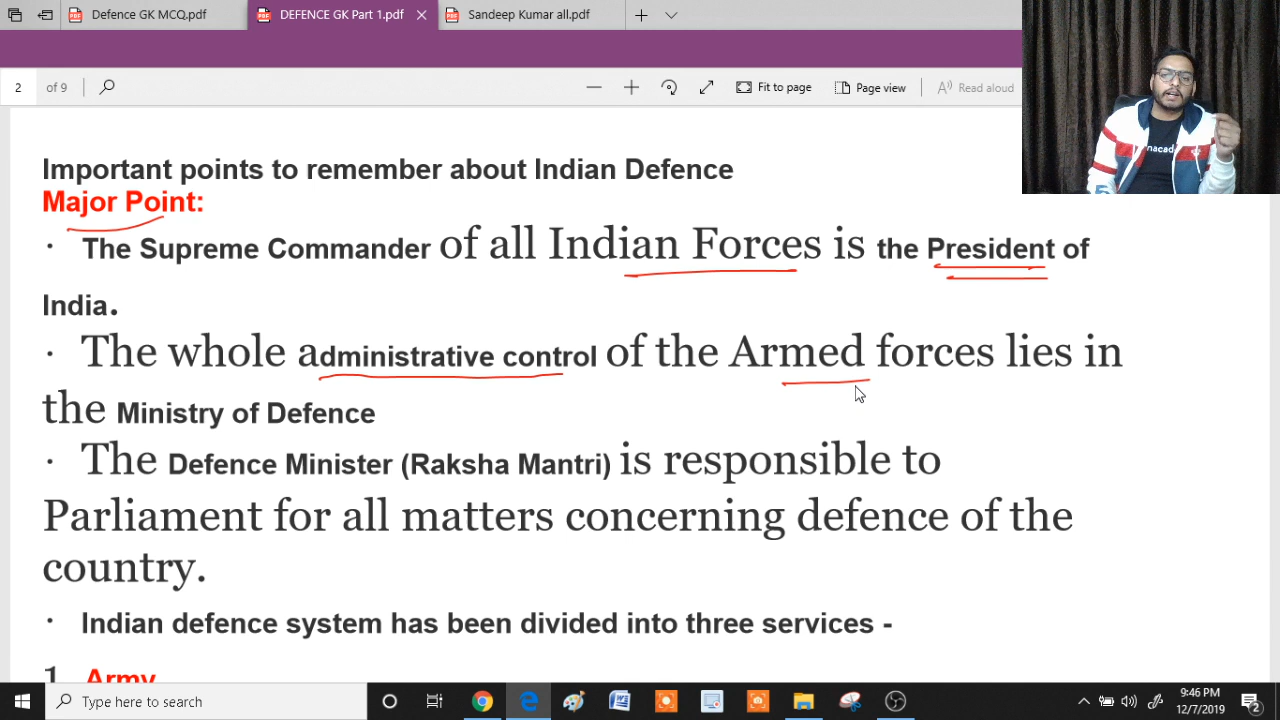 Defence GK MCQ.pdf
DEFENCE GK Part 1.pdf
Sandeep Kumar all.pdf
2 of 9
Fit to page
Page view
Read aloud
Important points to remember about Indian Defence
Major Point:
· The Supreme Commander of all Indian Forces is the President of
India.
· The whole administrative control of the Armed forces lies in
the Ministry of Defence
· The Defence Minister (Raksha Mantri) is responsible to
Parliament for all matters concerning defence of the
country.
· Indian defence system has been divided into three services -
1. Army
Type here to search
9:46 PM
12/7/2019
2